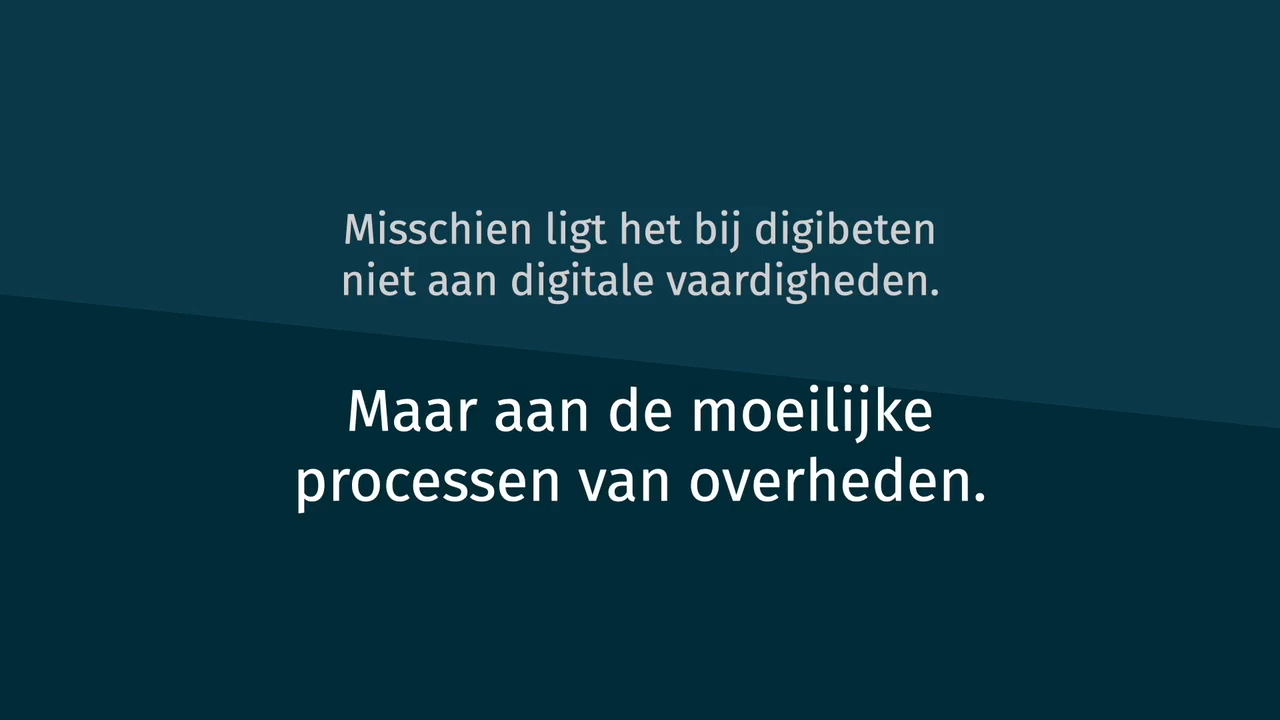 Misschien ligt het bij digibeten
niet aan digitale vaardigheden.
Maar aan de moeilijke
processen van overheden.